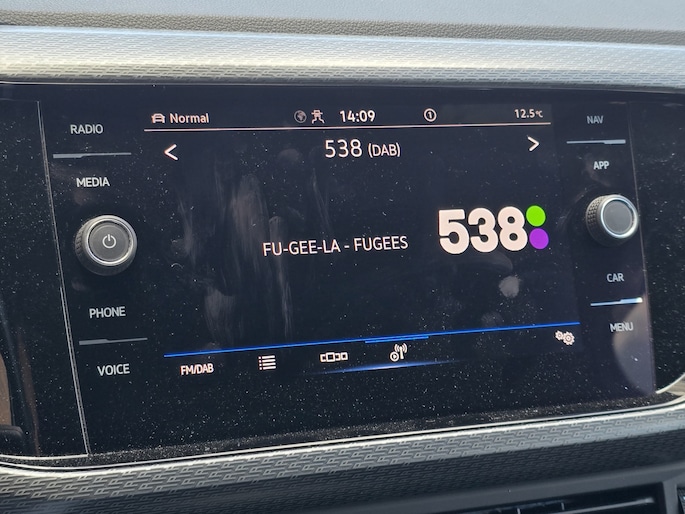 RADIO
MEDIA
PHONE
VOICE
Normal
14:09
1
12.5°C
< 538 (DAB) >
FU-GEE-LA - FUGEES
538
FM/DAB
NAV
APP
CAR
MENU